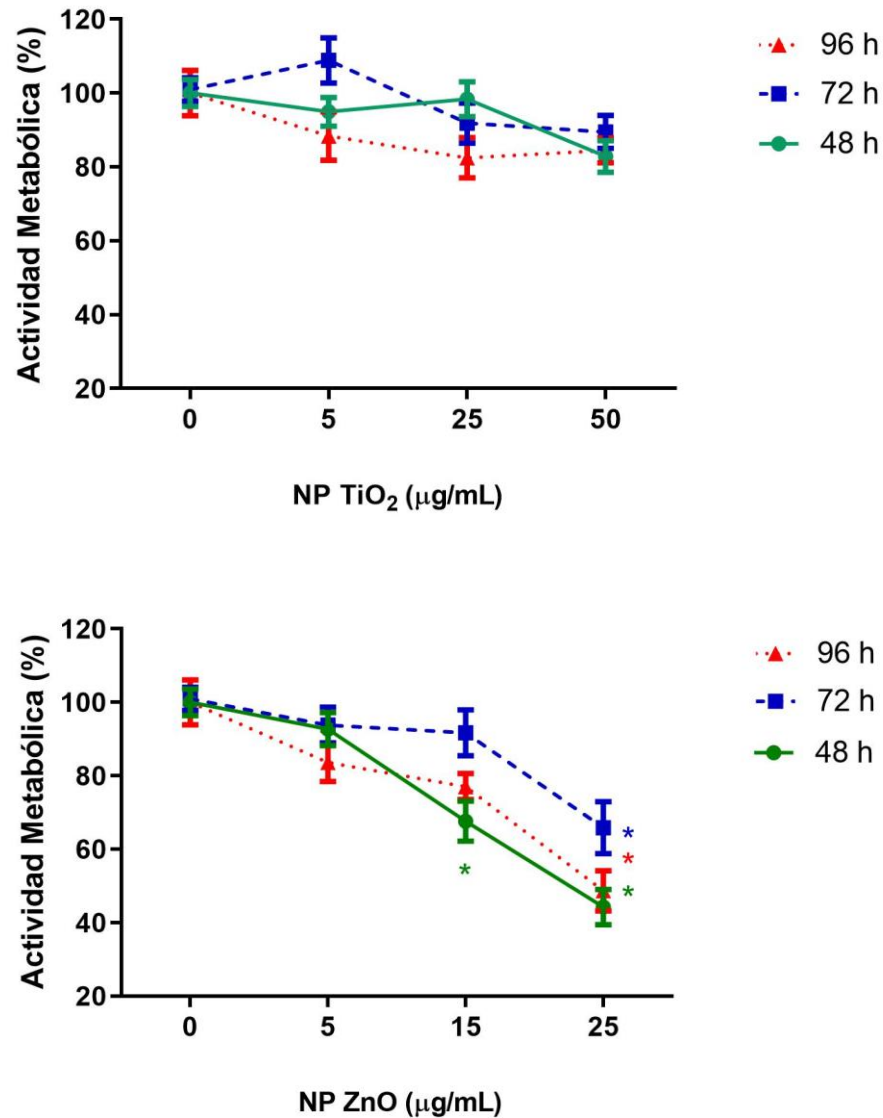 Actividad Metabólica (%)
120
100
80
60
40
20
0 5 25 50
NP TiO₂ (μg/mL)
96 h
72 h
48 h
Actividad Metabólica (%)
120
100
80
60
40
20
0 5 15 25
NP ZnO (μg/mL)
*
*
*
*
96 h
72 h
48 h